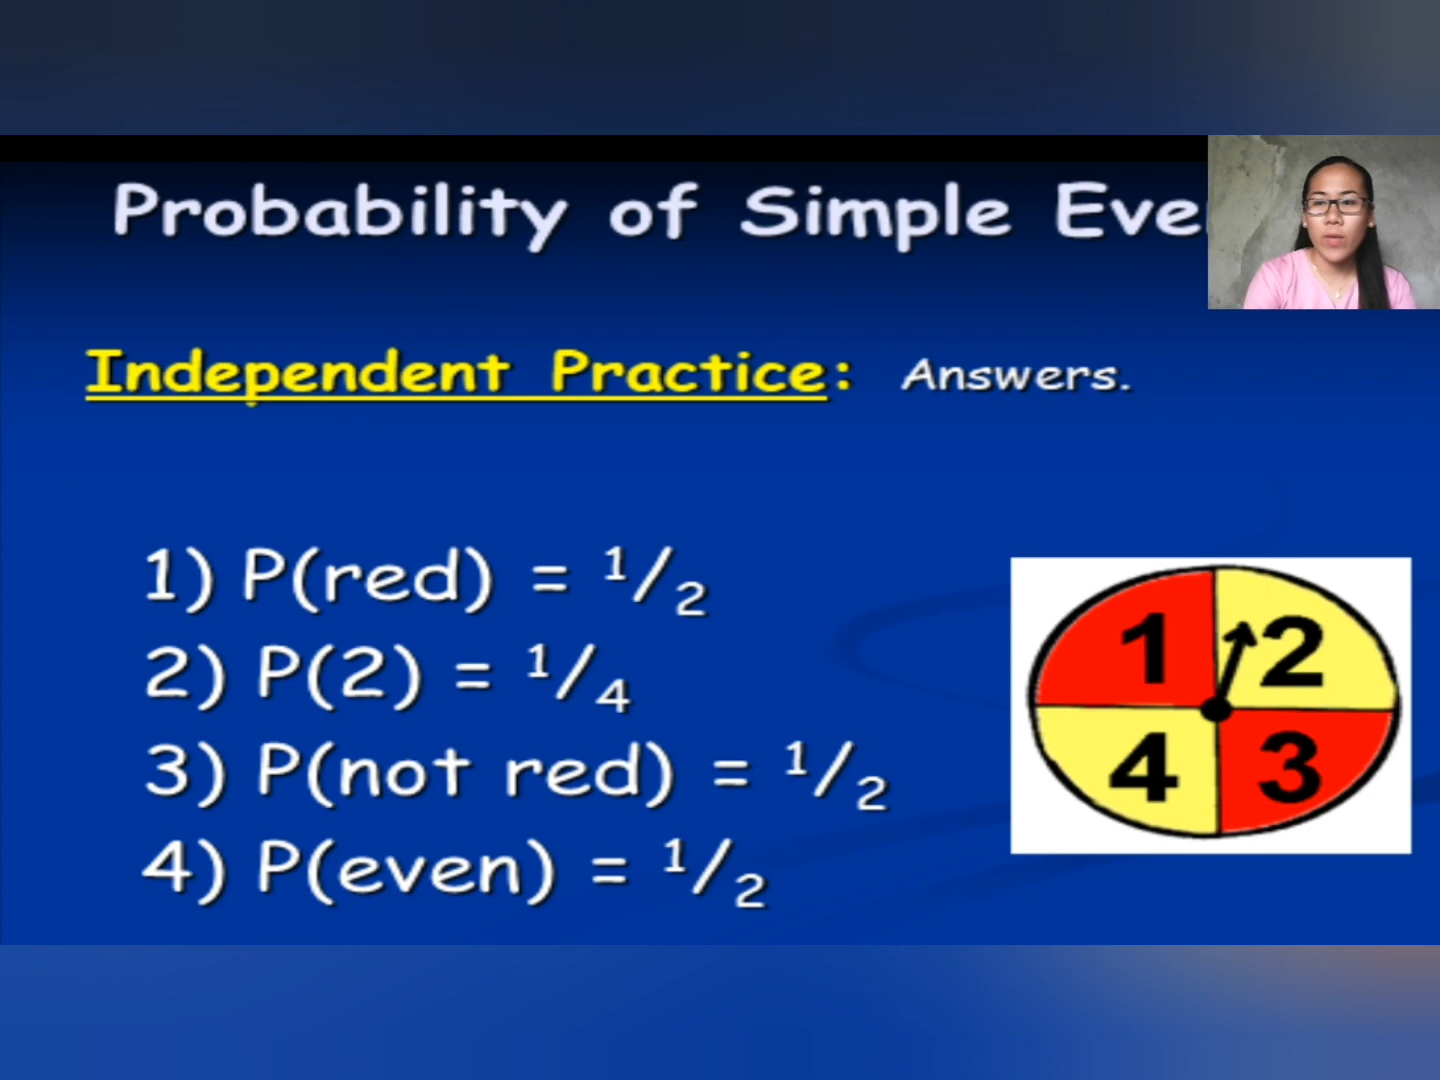 Probability of Simple Eve
Independent Practice: Answers.
1) P(red) = 1/2
2) P(2) = 1/4
3) P(not red) = 1/2
4) P(even) = 1/2
1 2
4 3